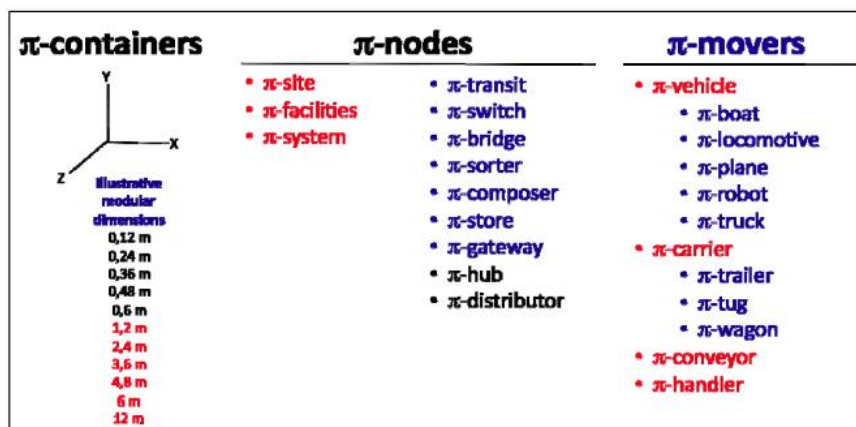 π-containers
Y
X
Z
Illustrative
modular
dimensions
0,12 m
0,24 m
0,36 m
0,48 m
0,6 m
1,2 m
2,4 m
3,6 m
4,8 m
6 m
12 m
π-nodes
• π-site
• π-facilities
• π-system
• π-transit
• π-switch
• π-bridge
• π-sorter
• π-composer
• π-store
• π-gateway
• π-hub
• π-distributor
π-movers
• π-vehicle
• π-boat
• π-locomotive
• π-plane
• π-robot
• π-truck
• π-carrier
• π-trailer
• π-tug
• π-wagon
• π-conveyor
• π-handler